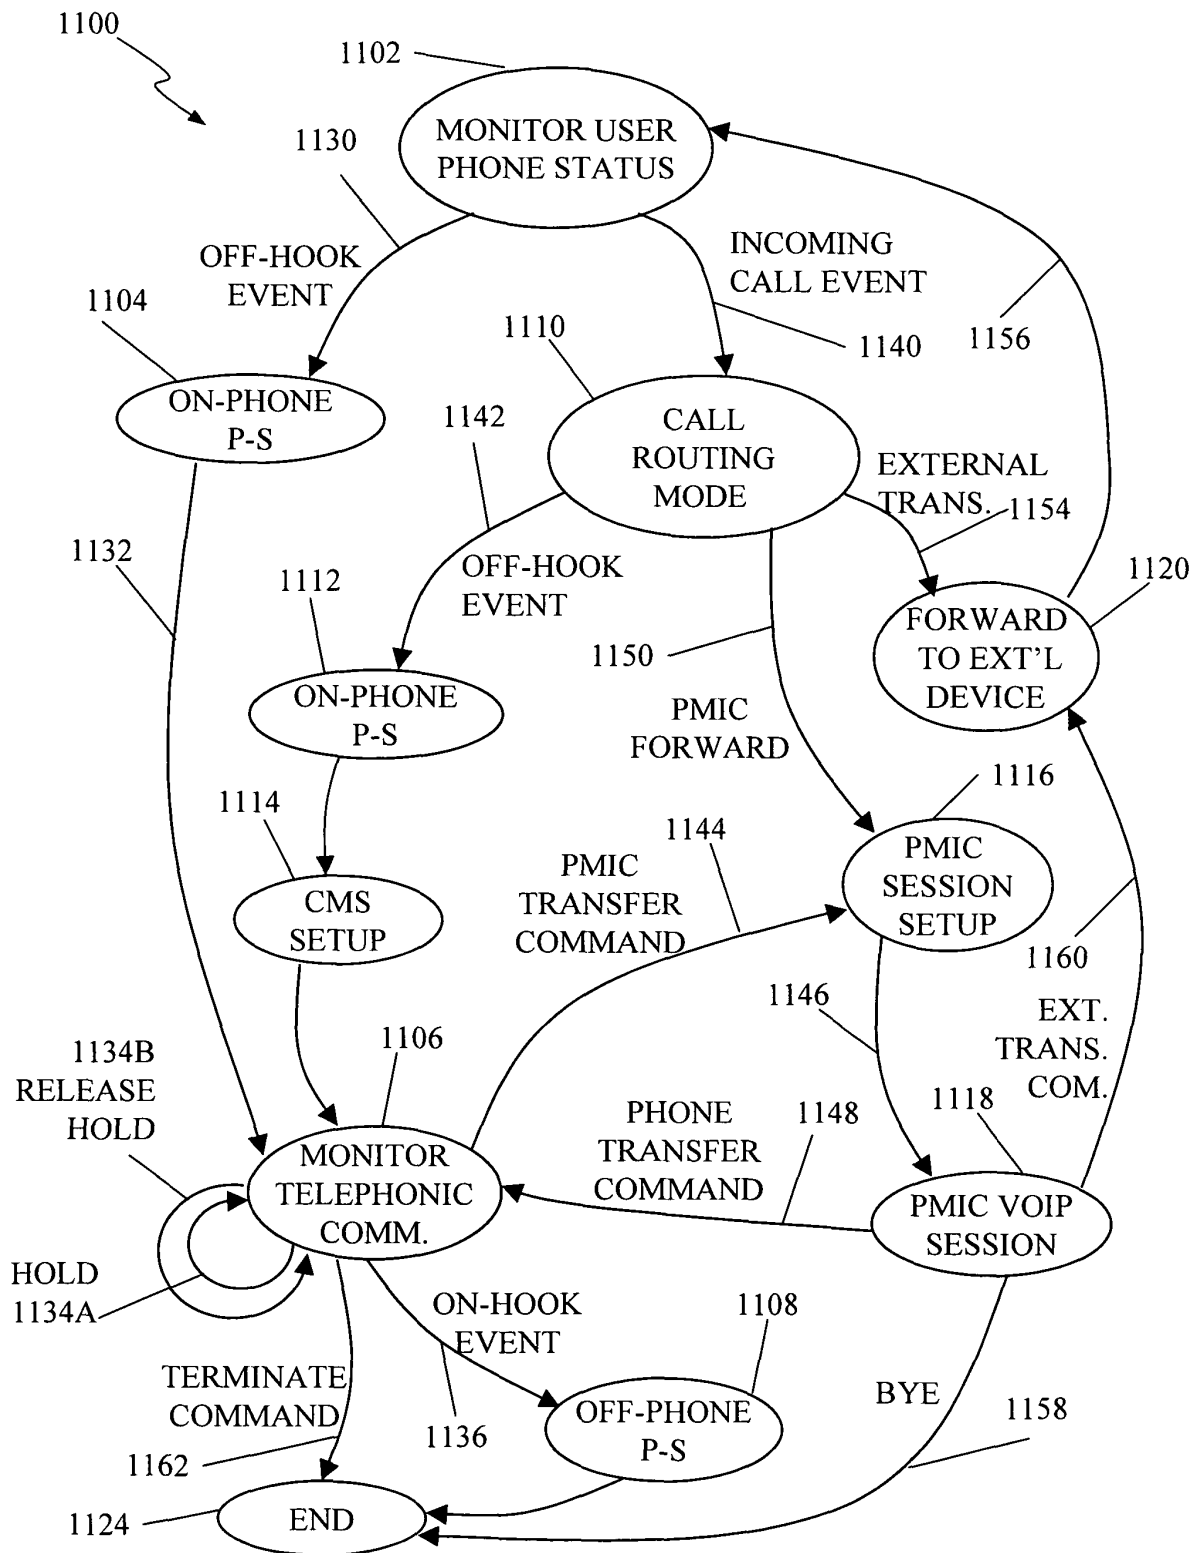 1100
1102
MONITOR USER
PHONE STATUS
1130
OFF-HOOK
EVENT
INCOMING
CALL EVENT
1156
1104
1110
1140
ON-PHONE
P-S
1142
CALL
ROUTING
MODE
EXTERNAL
TRANS.
1154
1132
OFF-HOOK
EVENT
1112
1120
FORWARD
TO EXT'L
DEVICE
1150
ON-PHONE
P-S
PMIC
FORWARD
1114
1116
1144
CMS
SETUP
PMIC
TRANSFER
COMMAND
PMIC
SESSION
SETUP
1160
1146
EXT.
TRANS.
COM.
1134B
RELEASE
HOLD
1106
1148
1118
PHONE
TRANSFER
COMMAND
MONITOR
TELEPHONIC
COMM.
PMIC VOIP
SESSION
HOLD
1134A
ON-HOOK
EVENT
1108
TERMINATE
COMMAND
OFF-PHONE
P-S
BYE
1158
1136
1162
1124
END